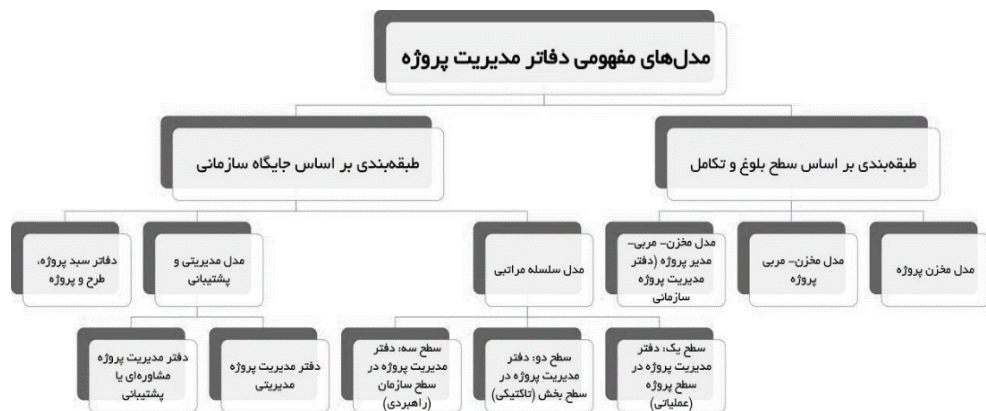 مدل‌های مفهومی دفاتر مدیریت پروژه
طبقه‌بندی بر اساس سطح بلوغ و تکامل
طبقه‌بندی بر اساس جایگاه سازمانی
مدل مخزن پروژه
مدل مخزن- مربی
پروژه
مدل مخزن- مربی-
مدیر پروژه (دفتر
مدیریت پروژه
سازمانی
مدل سلسله مراتبی
مدل مدیریتی و
پشتیبانی
دفاتر سبد پروژه،
طرح و پروژه
سطح یک: دفتر
مدیریت پروژه در
سطح پروژه
(عملیاتی)
سطح دو: دفتر
مدیریت پروژه در
سطح بخش (تاکتیکی)
سطح سه: دفتر
مدیریت پروژه در
سطح سازمان
(راهبردی)
دفتر مدیریت پروژه
مدیریتی
دفتر مدیریت پروژه
مشاوره‌ای یا
پشتیبانی